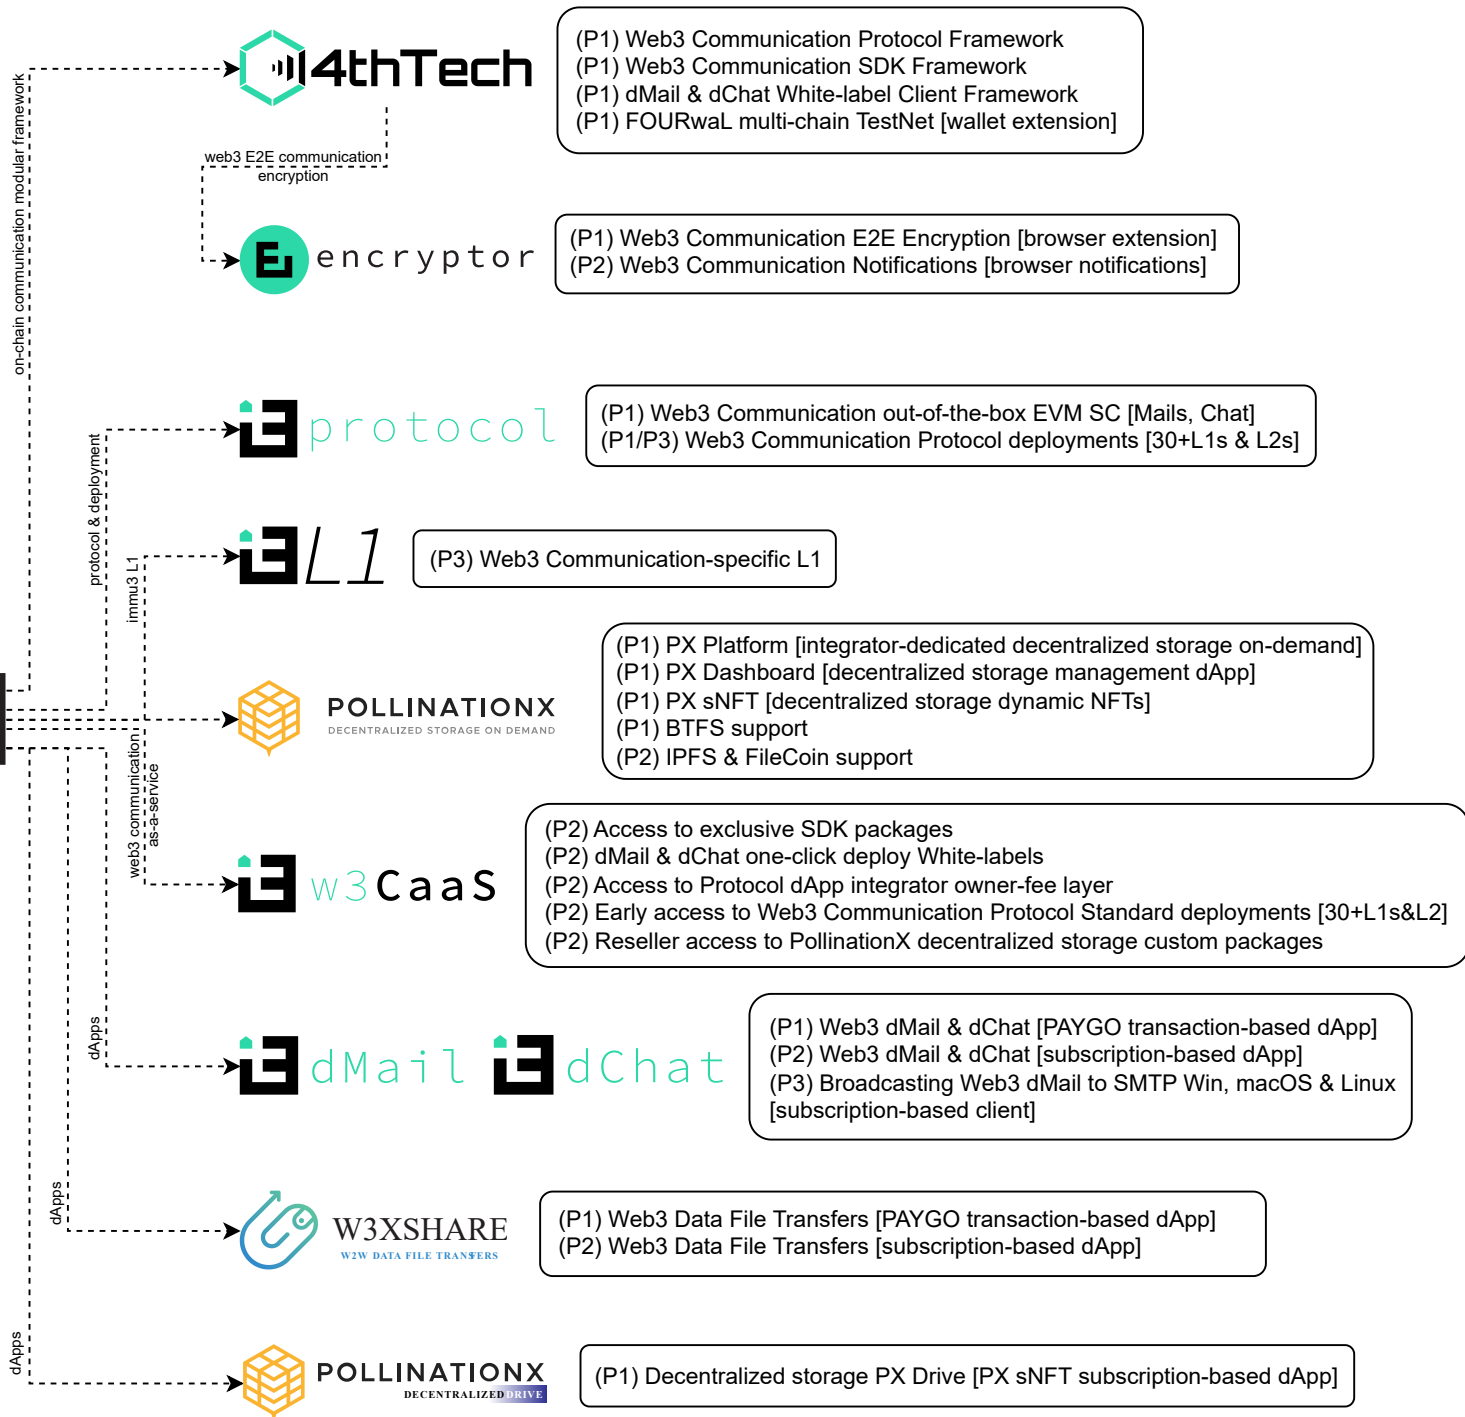 4thTech
(P1) Web3 Communication Protocol Framework
(P1) Web3 Communication SDK Framework
(P1) dMail & dChat White-label Client Framework
(P1) FOURwaL multi-chain TestNet [wallet extension]
on-chain communication modular framework
web3 E2E communication
encryption
encryptor
(P1) Web3 Communication E2E Encryption [browser extension]
(P2) Web3 Communication Notifications [browser notifications]
protocol & deployment
i3 protocol
(P1) Web3 Communication out-of-the-box EVM SC [Mails, Chat]
(P1/P3) Web3 Communication Protocol deployments [30+L1s & L2s]
immu3 L1
i3 L1
(P3) Web3 Communication-specific L1
POLLINATIONX
DECENTRALIZED STORAGE ON DEMAND
(P1) PX Platform [integrator-dedicated decentralized storage on-demand]
(P1) PX Dashboard [decentralized storage management dApp]
(P1) PX sNFT [decentralized storage dynamic NFTs]
(P1) BTFS support
(P2) IPFS & FileCoin support
web3 communication
as-a-service
i3 w3CaaS
(P2) Access to exclusive SDK packages
(P2) dMail & dChat one-click deploy White-labels
(P2) Access to Protocol dApp integrator owner-fee layer
(P2) Early access to Web3 Communication Protocol Standard deployments [30+L1s&L2]
(P2) Reseller access to PollinationX decentralized storage custom packages
dApps
i3 dMail i3 dChat
(P1) Web3 dMail & dChat [PAYGO transaction-based dApp]
(P2) Web3 dMail & dChat [subscription-based dApp]
(P3) Broadcasting Web3 dMail to SMTP Win, macOS & Linux
[subscription-based client]
dApps
W3XSHARE
W2W DATA FILE TRANSFERS
(P1) Web3 Data File Transfers [PAYGO transaction-based dApp]
(P2) Web3 Data File Transfers [subscription-based dApp]
dApps
POLLINATIONX
DECENTRALIZED DRIVE
(P1) Decentralized storage PX Drive [PX sNFT subscription-based dApp]